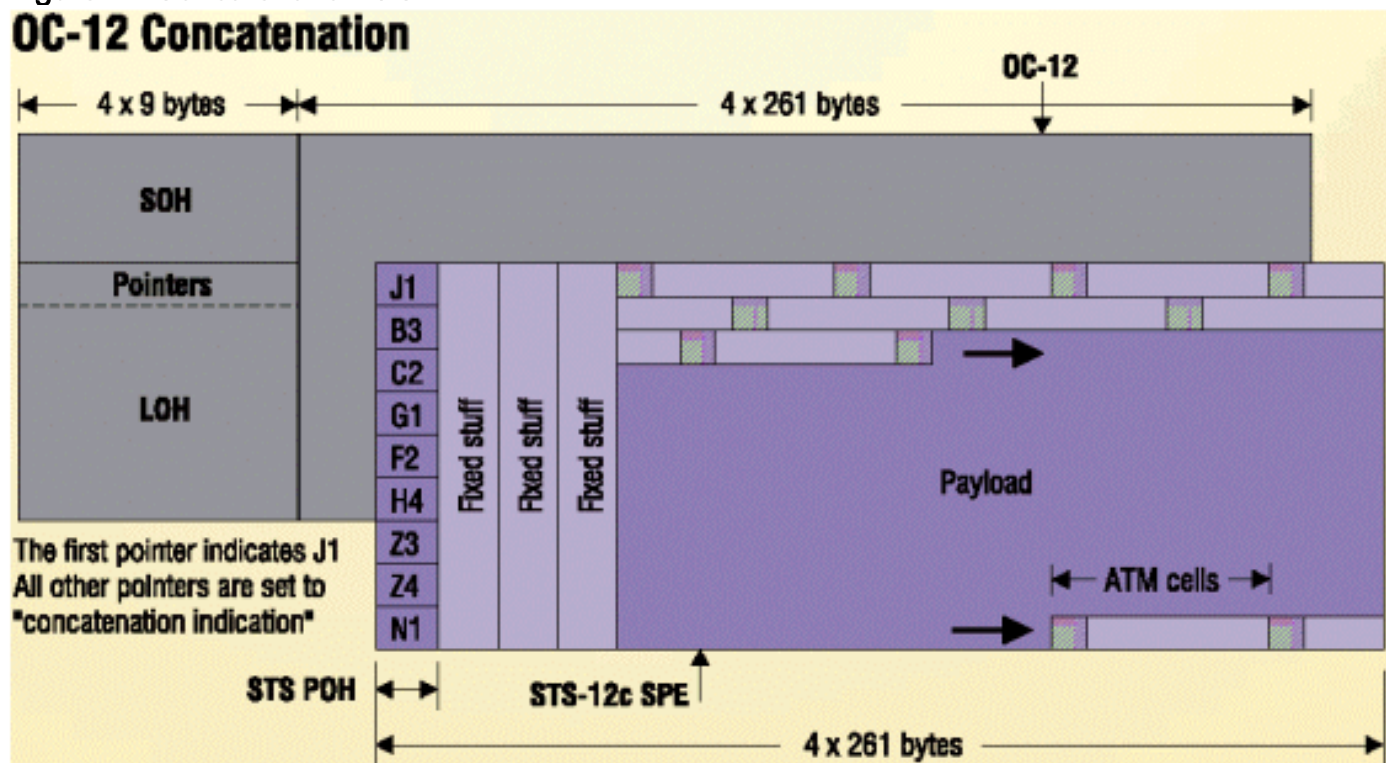 OC-12 Concatenation
OC-12
4 x 9 bytes
4 x 261 bytes
SOH
Pointers
LOH
J1
B3
C2
G1
F2
H4
Z3
Z4
N1
Fixed stuff
Fixed stuff
Fixed stuff
Payload
ATM cells
The first pointer indicates J1
All other pointers are set to
"concatenation indication"
STS POH
STS-12c SPE
4 x 261 bytes